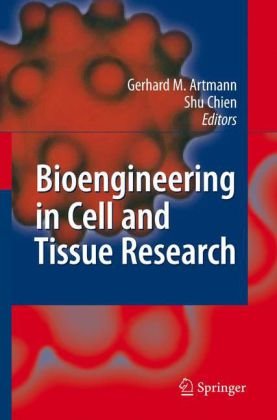 Gerhard M. Artmann
Shu Chien
Editors
Bioengineering
in Cell and
Tissue Research
Springer